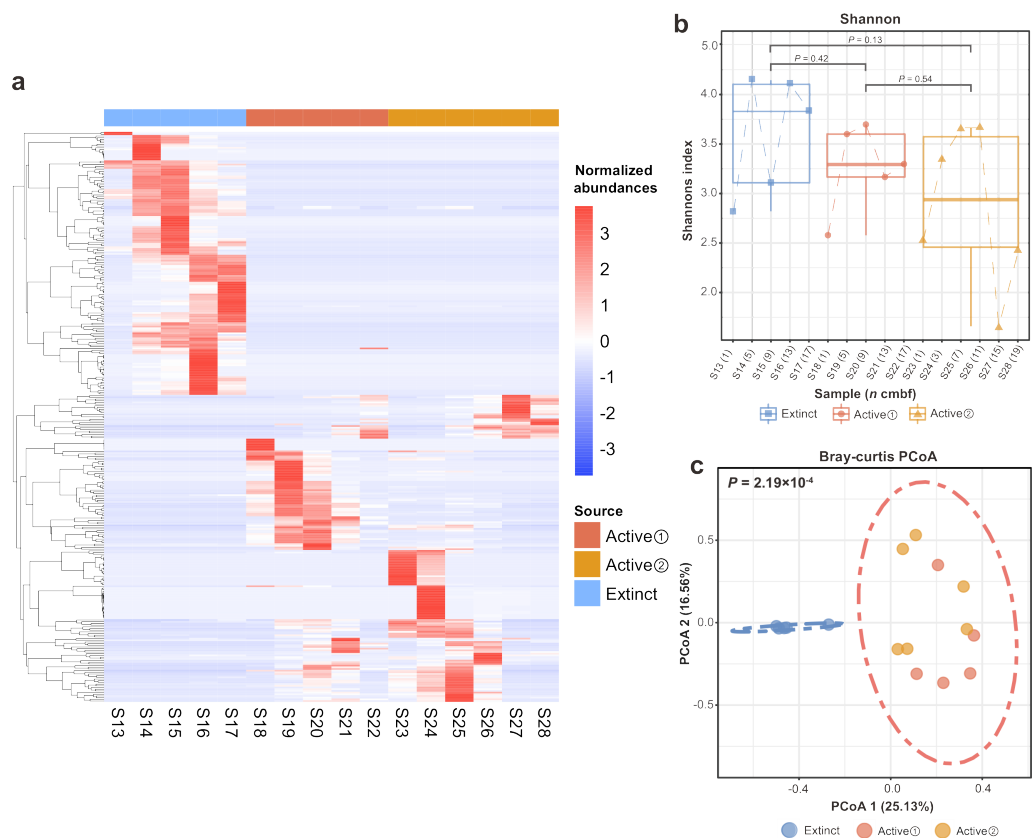 a
Normalized
abundances
3
2
1
0
-1
-2
-3
Source
Active①
Active②
Extinct
S13
S14
S15
S16
S17
S18
S19
S20
S21
S22
S23
S24
S25
S26
S27
S28
b
Shannon
P = 0.13
P = 0.42
P = 0.54
Shannons index
5.0
4.0
3.5
3.0
2.5
2.0
S13 (1)
S14 (5)
S15 (9)
S16 (13)
S17 (17)
S18 (1)
S19 (5)
S20 (9)
S21 (13)
S22 (17)
S23 (1)
S24 (3)
S25 (7)
S26 (11)
S27 (15)
S28 (19)
Sample (n cmbf)
Extinct
Active①
Active②
c
Bray-curtis PCoA
P = 2.19×10-4
PCoA 2 (16.56%)
0.5
0.0
-0.5
-0.4
0.0
0.4
PCoA 1 (25.13%)
Extinct
Active①
Active②